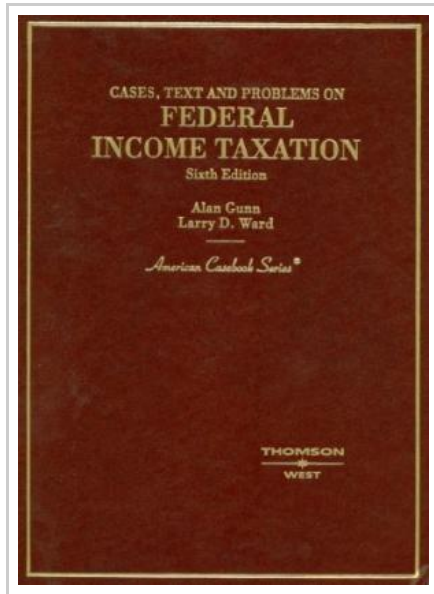 CASES, TEXT AND PROBLEMS ON
FEDERAL
INCOME TAXATION
Sixth Edition
Alan Gunn
Larry D. Ward
American Casebook Series®
THOMSON
WEST